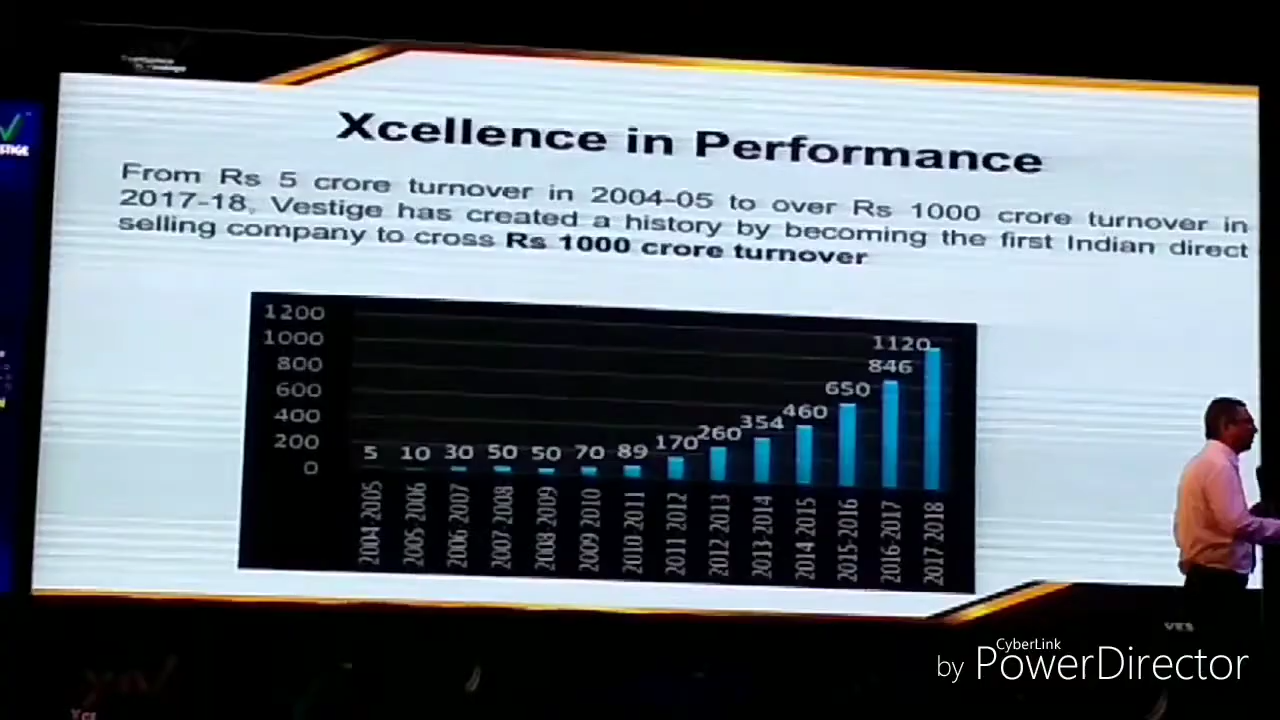 Xcellence in Performance
From Rs 5 crore turnover in 2004-05 to over Rs 1000 crore turnover in
2017-18, Vestige has created a history by becoming the first Indian direct
selling company to cross Rs 1000 crore turnover
1200
1000
800
600
400
200
0
5 10 30 50 50 70 89 170 260 354 460 650 846 1120
2004-2005 2005-2006 2006-2007 2007-2008 2008-2009 2009-2010 2010-2011 2011-2012 2012-2013 2013-2014 2014-2015 2015-2016 2016-2017 2017-2018
STIGE
VES
CyberLink
by PowerDirector